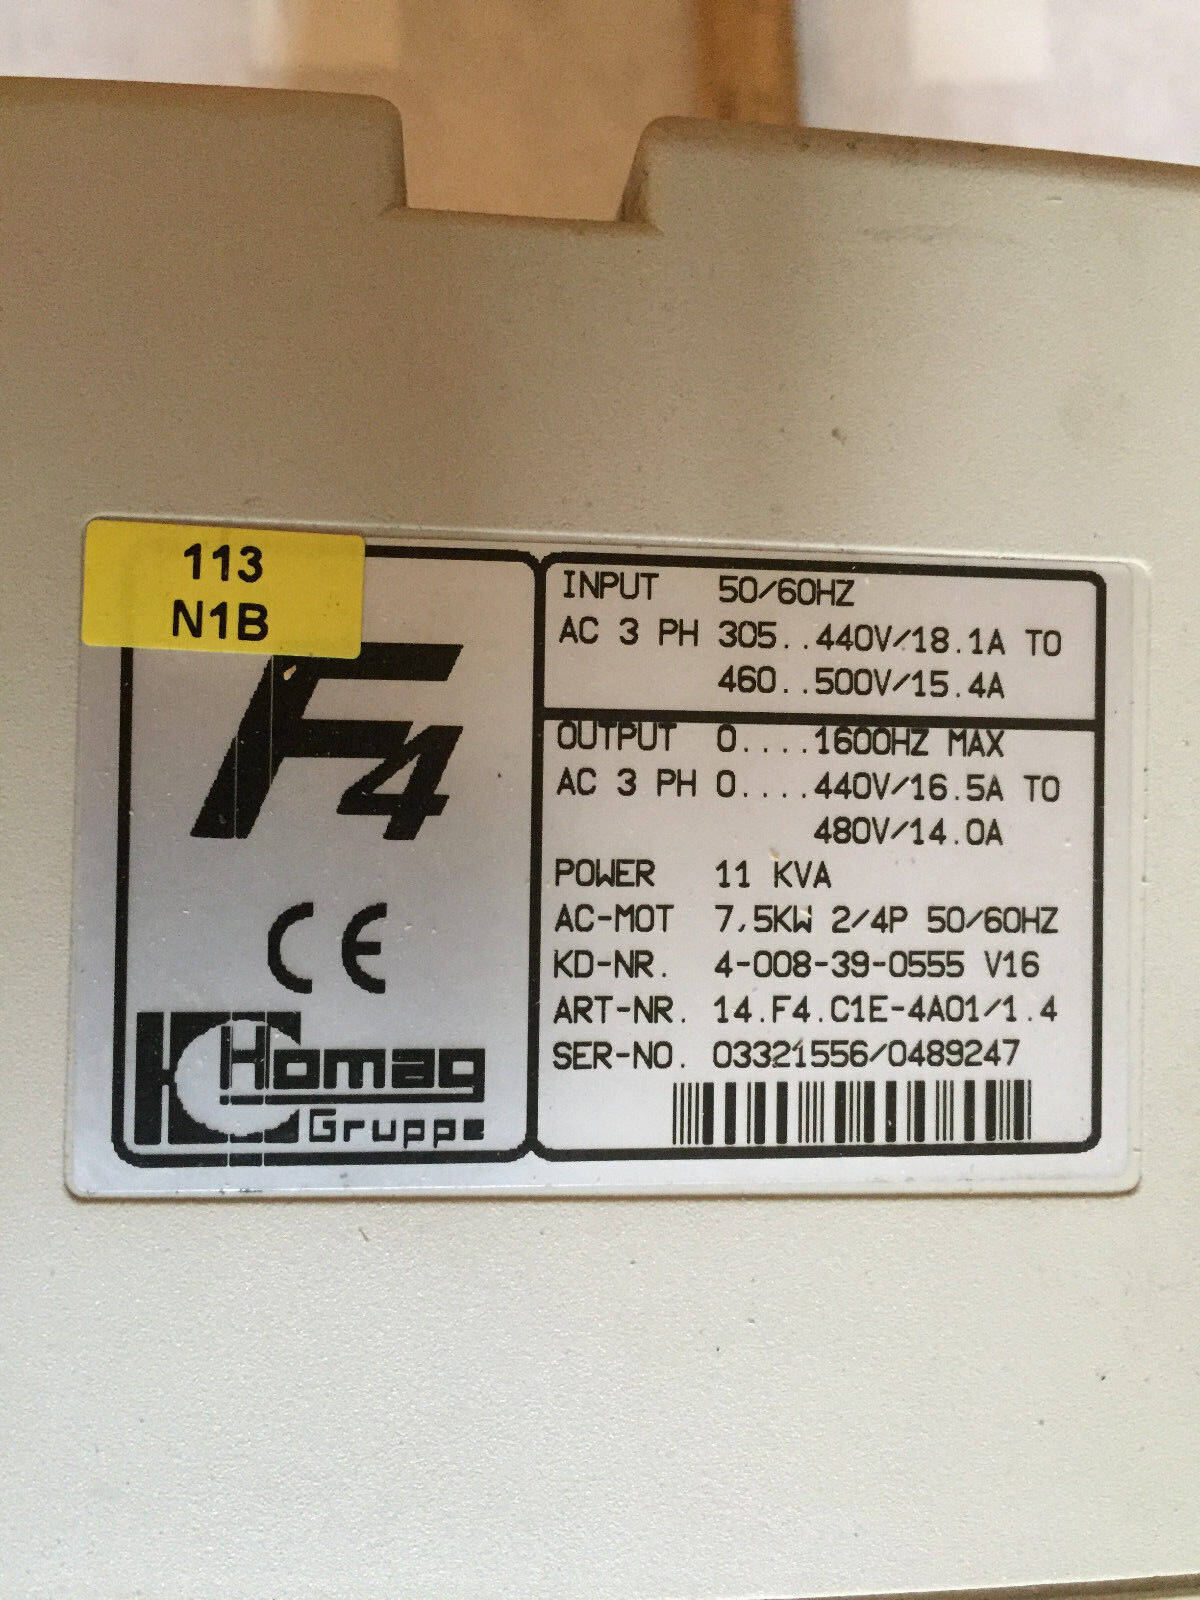 113
N1B
F4
CE
Homag
Gruppe
INPUT 50/60HZ
AC 3 PH 305..440V/18.1A TO
460..500V/15.4A
OUTPUT 0....1600HZ MAX
AC 3 PH 0....440V/16.5A TO
480V/14.0A
POWER 11 KVA
AC-MOT 7,5KW 2/4P 50/60HZ
KD-NR. 4-008-39-0555 V16
ART-NR. 14.F4.C1E-4A01/1.4
SER-NO. 03321556/0489247